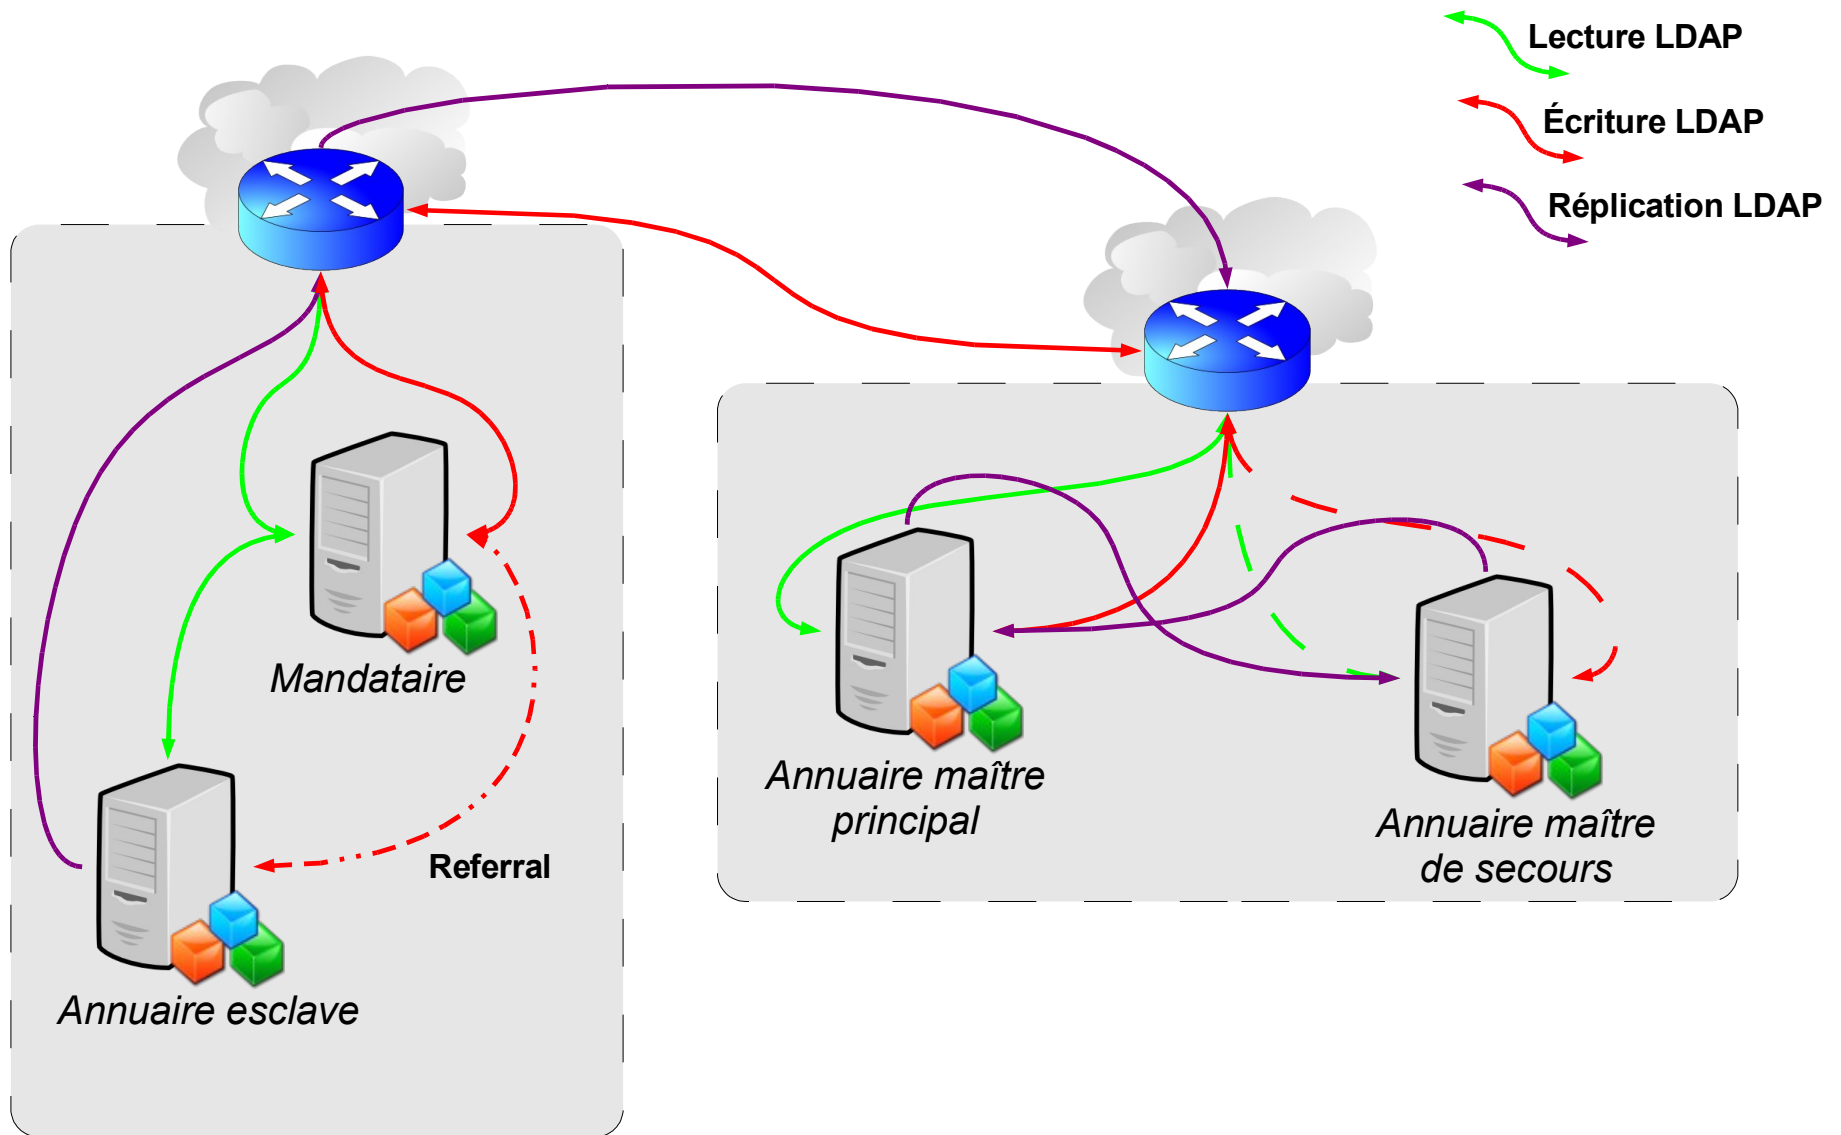 Lecture LDAP
Écriture LDAP
Réplication LDAP
Mandataire
Referral
Annuaire esclave
Annuaire maître
principal
Annuaire maître
de secours